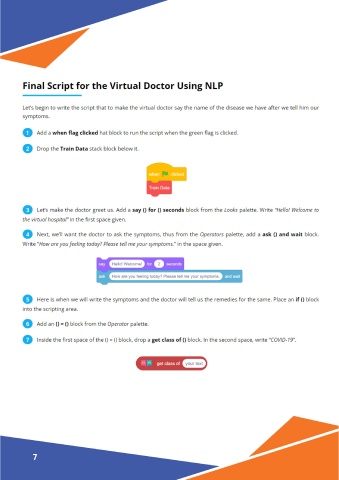 Final Script for the Virtual Doctor Using NLP
Let's begin to write the script that to make the virtual doctor say the name of the disease we have after we tell him our
symptoms.
1 Add a when flag clicked hat block to run the script when the green flag is clicked.
2 Drop the Train Data stack block below it.
when clicked
Train Data
3 Let's make the doctor greet us. Add a say () for () seconds block from the Looks palette. Write "Hello! Welcome to
the virtual hospital" in the first space given.
4 Next, we'll want the doctor to ask the symptoms, thus from the Operators palette, add a ask () and wait block.
Write "How are you feeling today? Please tell me your symptoms." in the space given.
say Hello! Welcome! for 2 seconds
ask How are you feeling today? Please tell me your symptoms. and wait
5 Here is when we will write the symptoms and the doctor will tell us the remedies for the same. Place an if () block
into the scripting area.
6 Add an () = () block from the Operator palette.
7 Inside the first space of the () = () block, drop a get class of () block. In the second space, write "COVID-19".
get class of your text
7